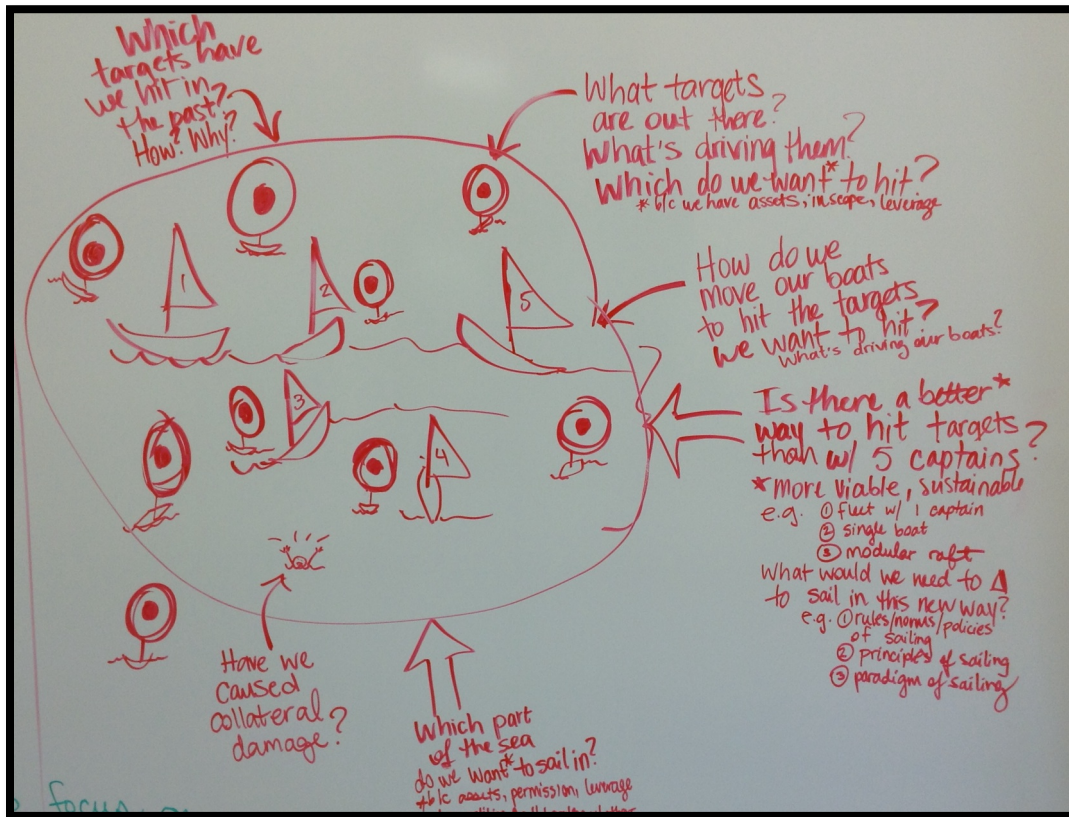 Which
targets have
we hit in
the past?
How? Why?
What targets
are out there?
What's driving them?
Which do we want* to hit?
*b/c we have assets, in scope, leverage
How do we
move our boats
to hit the targets
we want to hit?
What's driving our boats?
1
2
5
3
4
Is there a better*
way to hit targets
than w/ 5 captains?
*more viable, sustainable
e.g. ① fleet w/ 1 captain
② single boat
③ modular raft
What would we need to Δ
to sail in this new way?
e.g. ① rules/norms/policies
of sailing
② principles of sailing
③ paradigm of sailing
Have we
caused
collateral
damage?
Which part
of the sea
do we want* to sail in?
*b/c assets, permission, leverage
focus